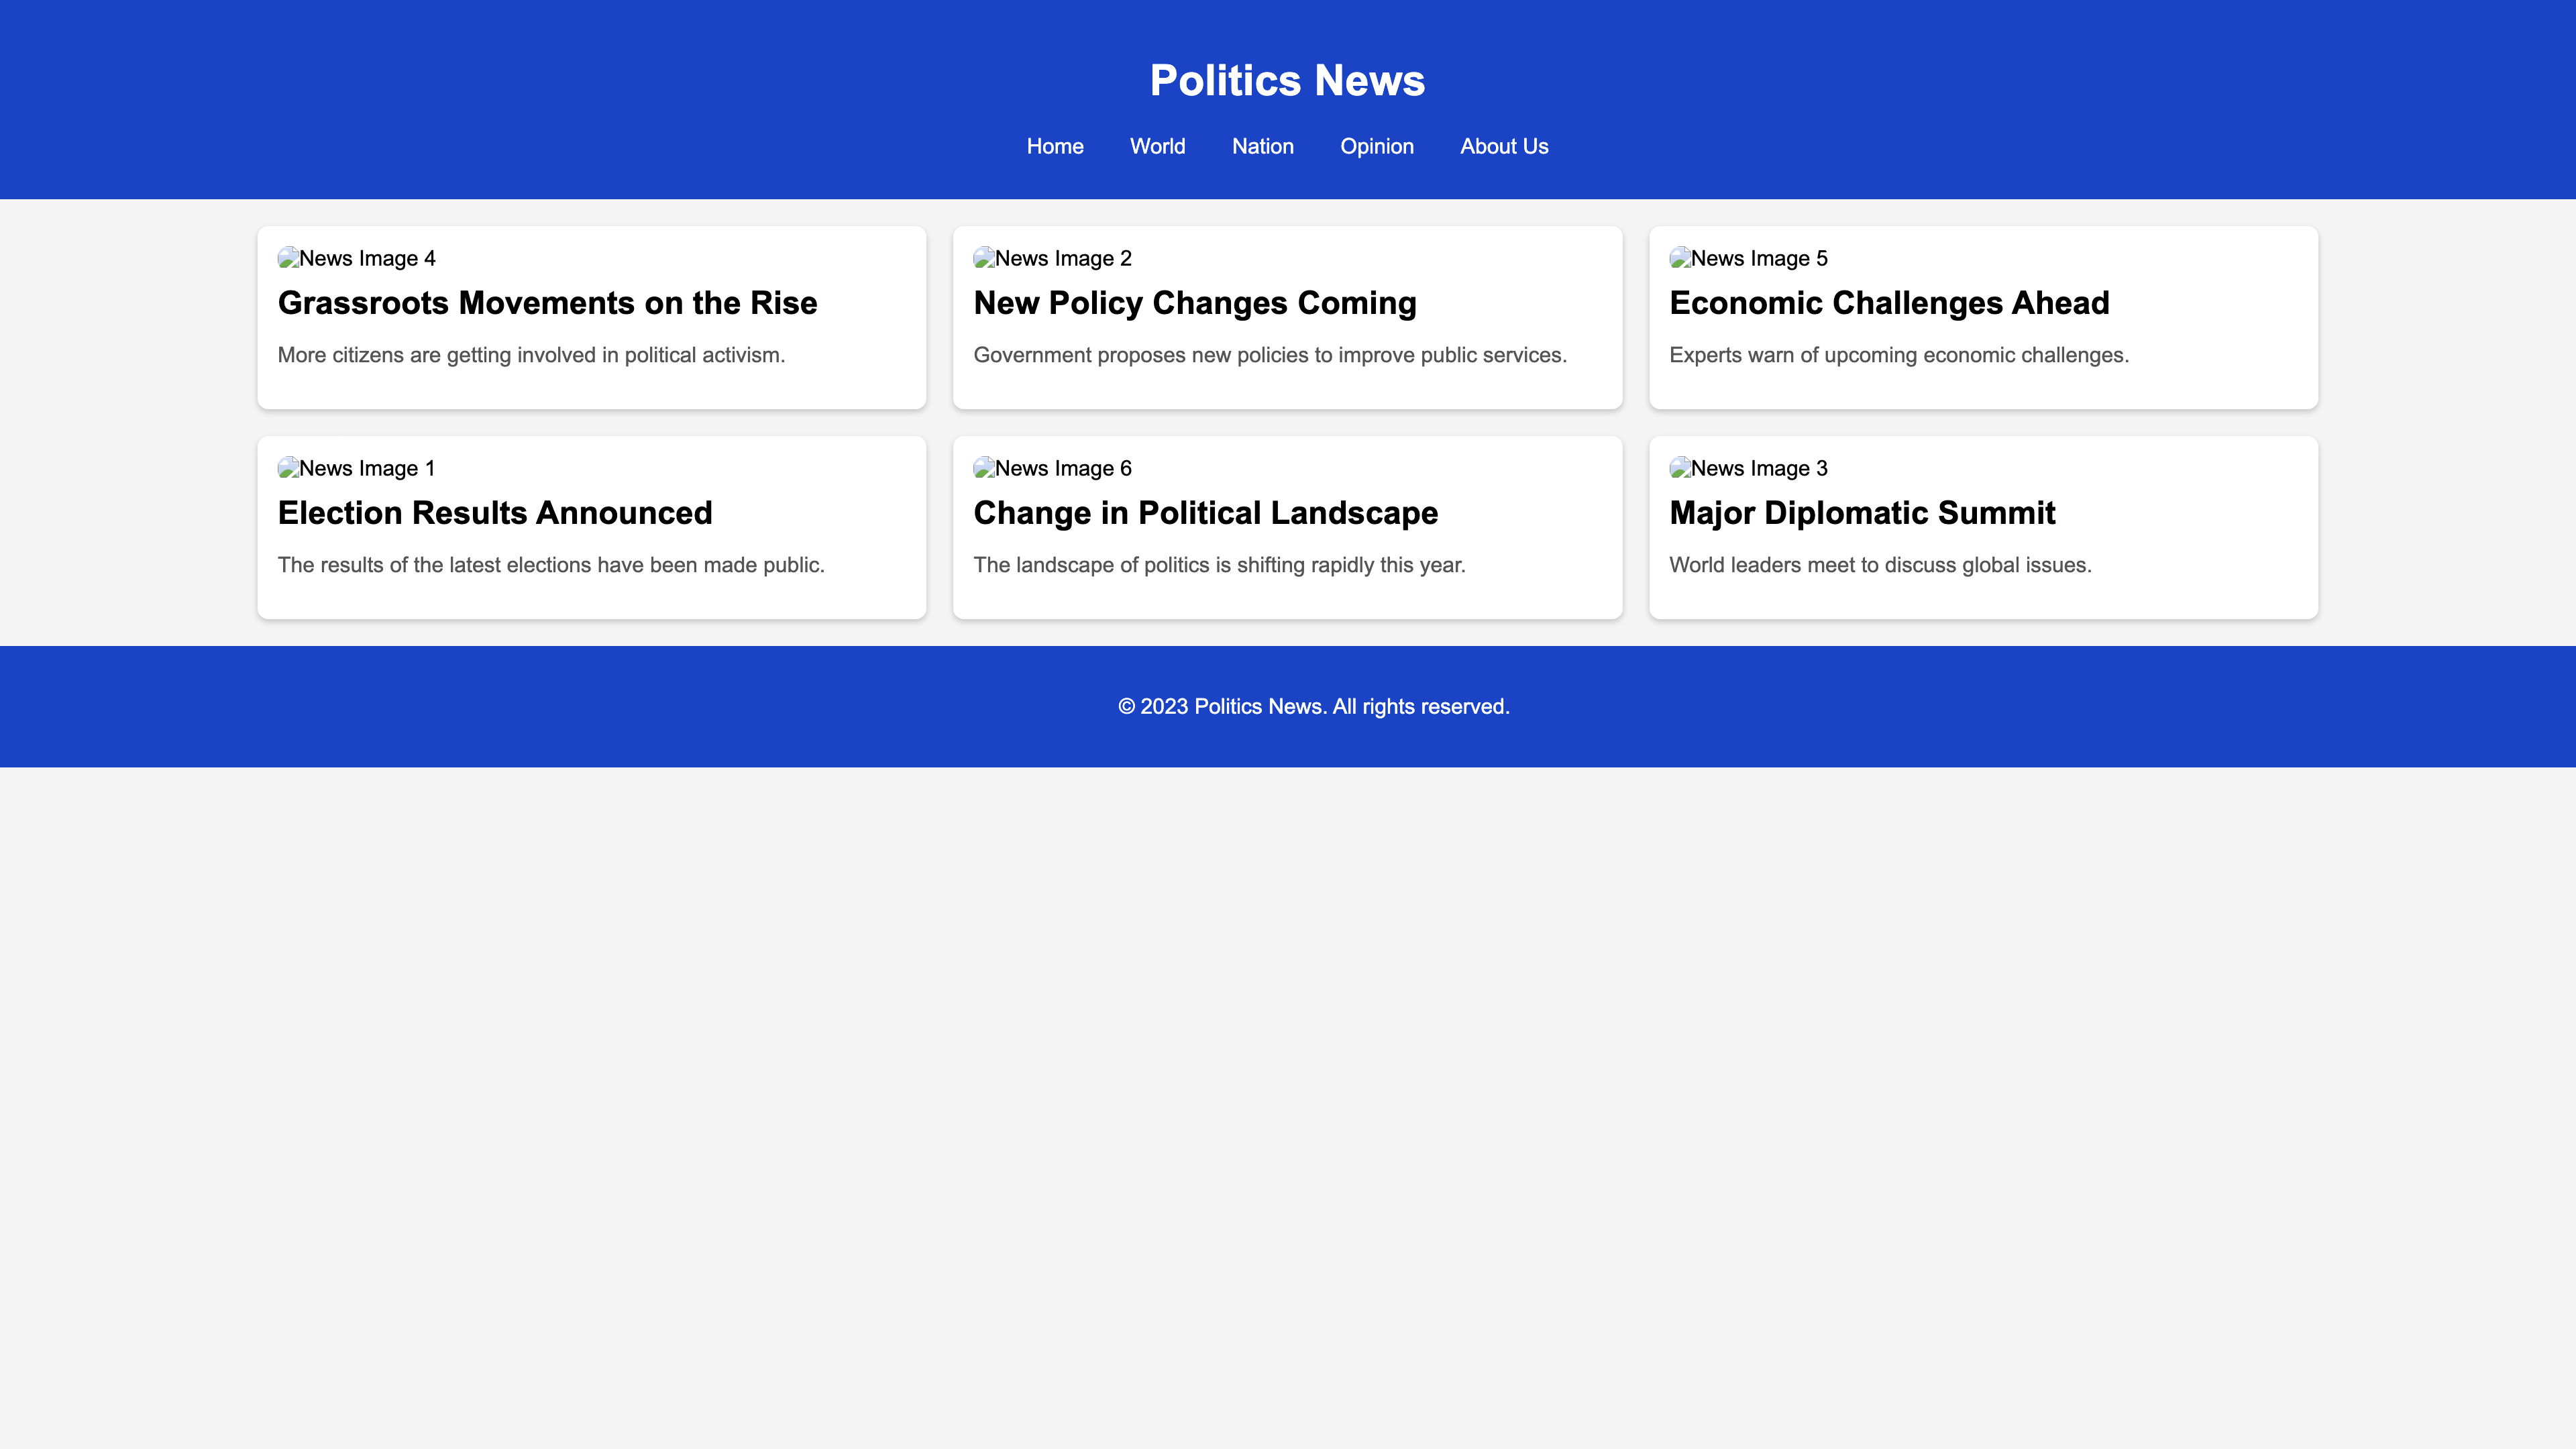 Politics News
Home World Nation Opinion About Us
News Image 4
Grassroots Movements on the Rise
More citizens are getting involved in political activism.
News Image 2
New Policy Changes Coming
Government proposes new policies to improve public services.
News Image 5
Economic Challenges Ahead
Experts warn of upcoming economic challenges.
News Image 1
Election Results Announced
The results of the latest elections have been made public.
News Image 6
Change in Political Landscape
The landscape of politics is shifting rapidly this year.
News Image 3
Major Diplomatic Summit
World leaders meet to discuss global issues.
© 2023 Politics News. All rights reserved.